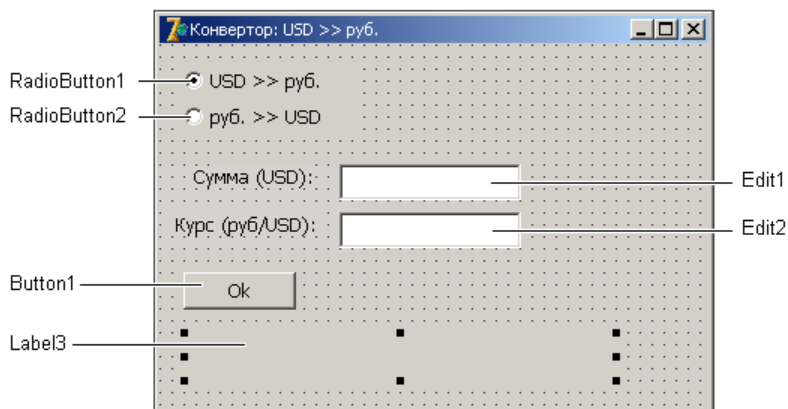 Конвертор: USD >> руб.
RadioButton1
USD >> руб.
RadioButton2
руб. >> USD
Сумма (USD):
Edit1
Курс (руб/USD):
Edit2
Button1
Ok
Label3